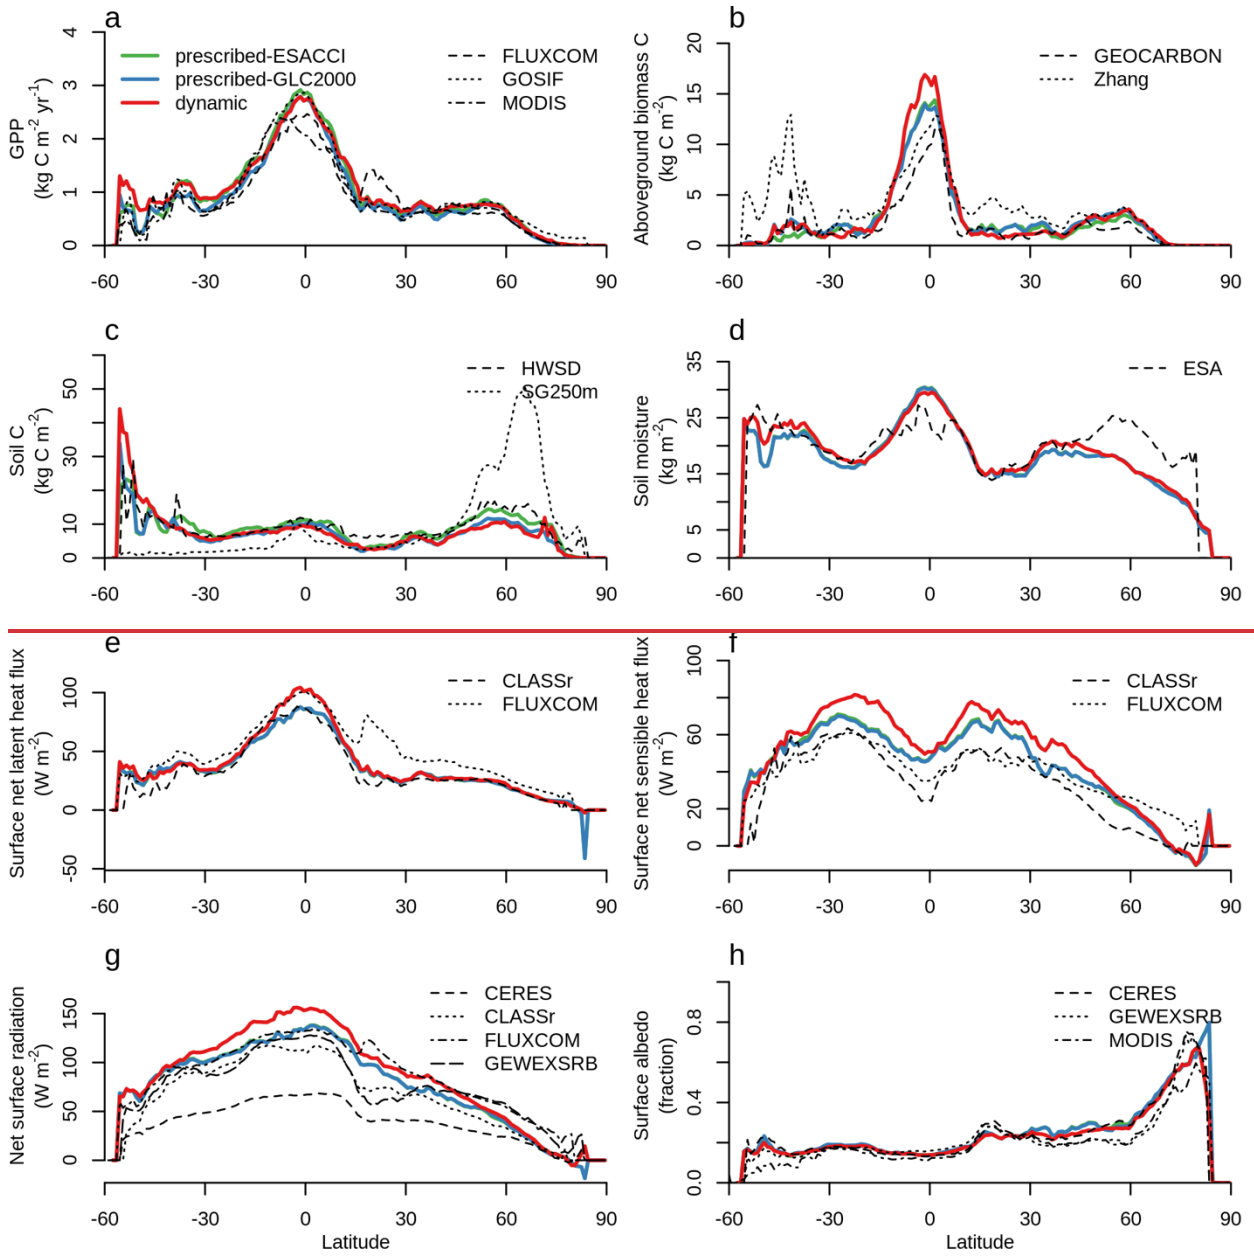 a
GPP
(kg C m-2 yr-1)
0
1
2
3
4
prescribed-ESACCI
prescribed-GLC2000
dynamic
FLUXCOM
GOSIF
MODIS
-60 -30 0 30 60 90
b
Aboveground biomass C
(kg C m-2)
0
5
10
15
20
GEOCARBON
Zhang
-60 -30 0 30 60 90
c
Soil C
(kg C m-2)
0
10
30
50
HWSD
SG250m
-60 -30 0 30 60 90
d
Soil moisture
(kg m-2)
0
5
15
25
35
ESA
-60 -30 0 30 60 90
e
Surface net latent heat flux
(W m-2)
-50
0
50
100
CLASSr
FLUXCOM
-60 -30 0 30 60 90
f
Surface net sensible heat flux
(W m-2)
0
20
60
100
CLASSr
FLUXCOM
-60 -30 0 30 60 90
g
Net surface radiation
(W m-2)
0
50
100
150
CERES
CLASSr
FLUXCOM
GEWEXSRB
-60 -30 0 30 60 90
Latitude
h
Surface albedo
(fraction)
0.0
0.4
0.8
CERES
GEWEXSRB
MODIS
-60 -30 0 30 60 90
Latitude